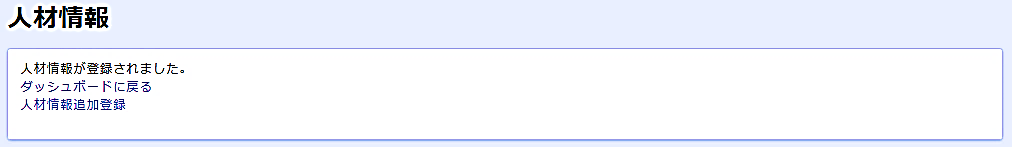 人材情報
人材情報が登録されました。
ダッシュボードに戻る
人材情報追加登録